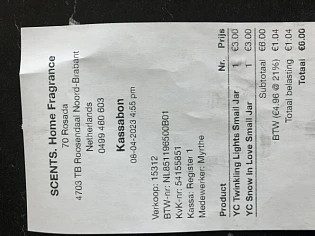 SCENTS. Home Fragrance
70 Rosada
4703 TB Roosendaal Noord-Brabant
Netherlands
0499 460 603
Kassabon
08-04-2023 4:55 pm
Verkoop: 15312
BTW-nr: NL851196500B01
KvK-nr: 54155851
Kassa: Register 1
Medewerker: Myrthe
Product Nr. Prijs
YC Twinkling Lights Small Jar 1 €3.00
YC Snow In Love Small Jar 1 €3.00
Subtotaal €6.00
BTW (€4.96 @ 21%) €1.04
Totaal belasting €1.04
Totaal €6.00